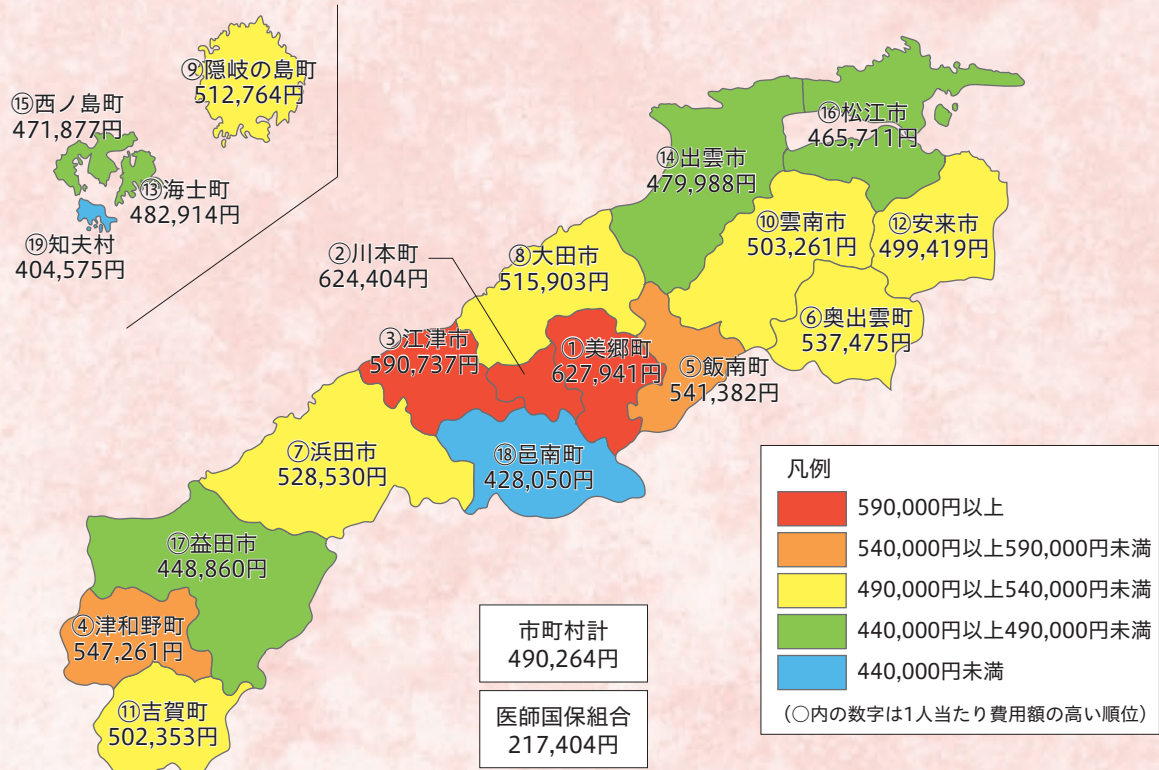 ⑨隠岐の島町
512,764円
⑮西ノ島町
471,877円
⑬海士町
482,914円
⑲知夫村
404,575円
⑯松江市
465,711円
⑭出雲市
479,988円
⑩雲南市
503,261円
⑫安来市
499,419円
②川本町
624,404円
⑧大田市
515,903円
⑥奥出雲町
537,475円
③江津市
590,737円
①美郷町
627,941円
⑤飯南町
541,382円
⑦浜田市
528,530円
⑱邑南町
428,050円
⑰益田市
448,860円
④津和野町
547,261円
⑪吉賀町
502,353円
市町村計
490,264円
医師国保組合
217,404円
凡例
590,000円以上
540,000円以上590,000円未満
490,000円以上540,000円未満
440,000円以上490,000円未満
440,000円未満
（○内の数字は1人当たり費用額の高い順位）